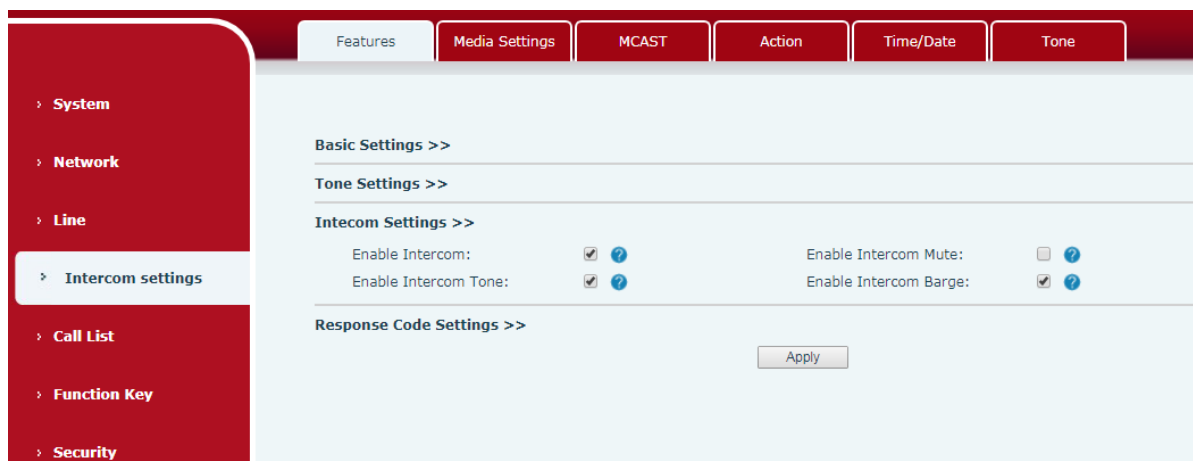 Features Media Settings MCAST Action Time/Date Tone
› System
› Network
› Line
› Intercom settings
› Call List
› Function Key
› Security
Basic Settings >>
Tone Settings >>
Intecom Settings >>
Enable Intercom: Enable Intercom Mute:
Enable Intercom Tone: Enable Intercom Barge:
Response Code Settings >>
Apply